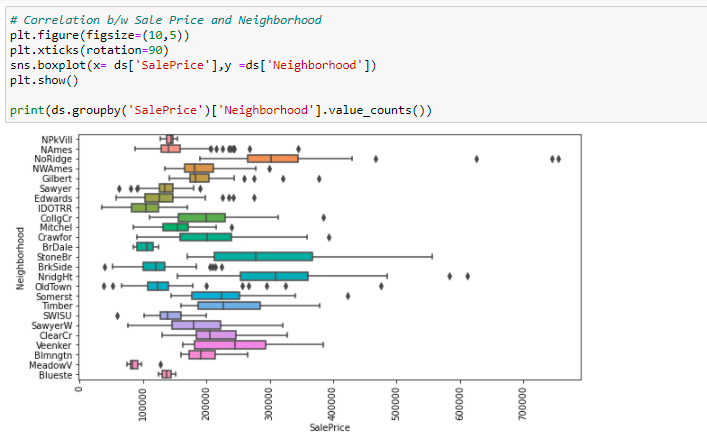 # Correlation b/w Sale Price and Neighborhood
plt.figure(figsize=(10,5))
plt.xticks(rotation=90)
sns.boxplot(x= ds['SalePrice'],y =ds['Neighborhood'])
plt.show()
print(ds.groupby('SalePrice')['Neighborhood'].value_counts())
NPkVill
NAmes
NoRidge
NWAmes
Gilbert
Sawyer
Edwards
IDOTRR
CollgCr
Mitchel
Crawfor
BrDale
StoneBr
BrkSide
NridgHt
OldTown
Somerst
Timber
SWISU
SawyerW
ClearCr
Veenker
Blmngtn
MeadowV
Blueste
Neighborhood
0
100000
200000
300000
400000
500000
600000
700000
SalePrice